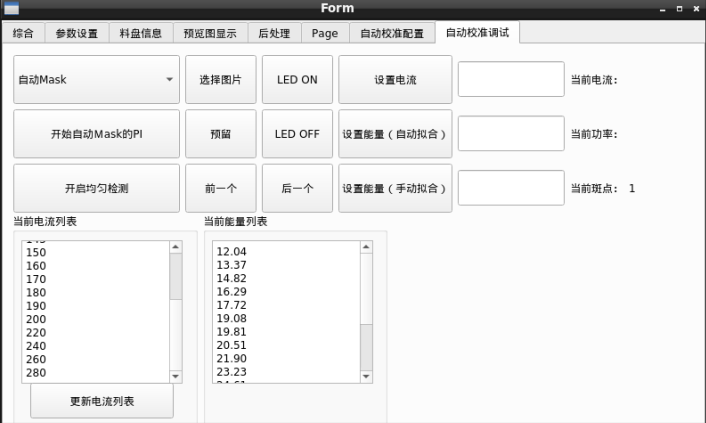 Form
综合 参数设置 料盘信息 预览图显示 后处理 Page 自动校准配置 自动校准调试
自动Mask 选择图片 LED ON 设置电流 当前电流:
开始自动Mask的PI 预留 LED OFF 设置能量（自动拟合） 当前功率:
开启均匀检测 前一个 后一个 设置能量（手动拟合） 当前斑点: 1
当前电流列表
150
160
170
180
190
200
220
240
260
280
更新电流列表
当前能量列表
12.04
13.37
14.82
16.29
17.72
19.08
19.81
20.51
21.90
23.23